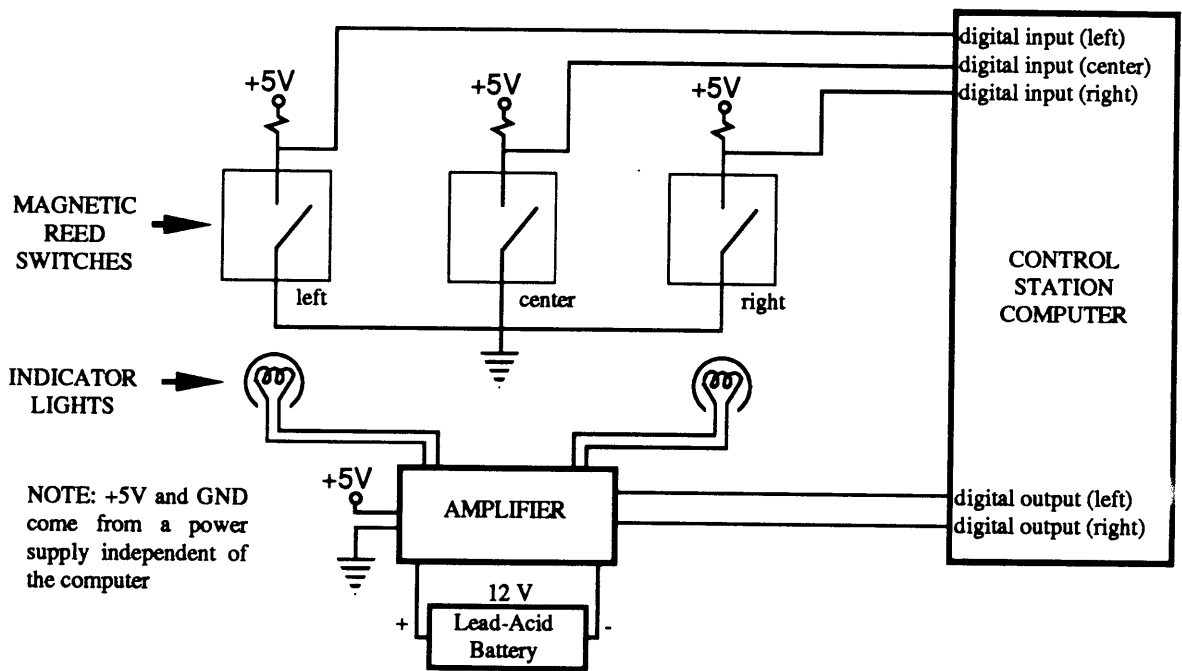 digital input (left)
digital input (center)
digital input (right)
+5V
+5V
+5V
MAGNETIC
REED
SWITCHES
left
center
right
CONTROL
STATION
COMPUTER
INDICATOR
LIGHTS
NOTE: +5V and GND
come from a power
supply independent of
the computer
+5V
AMPLIFIER
digital output (left)
digital output (right)
12 V
+
Lead-Acid
Battery
-